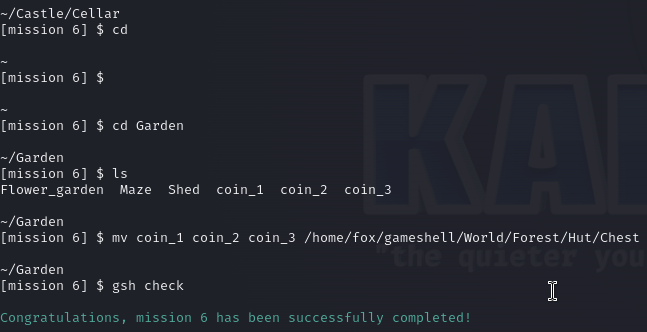 ~/Castle/Cellar
[mission 6] $ cd
~
[mission 6] $
~
[mission 6] $ cd Garden
~/Garden
[mission 6] $ ls
Flower_garden  Maze  Shed  coin_1  coin_2  coin_3
~/Garden
[mission 6] $ mv coin_1 coin_2 coin_3 /home/fox/gameshell/World/Forest/Hut/Chest
~/Garden
[mission 6] $ gsh check
Congratulations, mission 6 has been successfully completed!
KA
"the quieter you